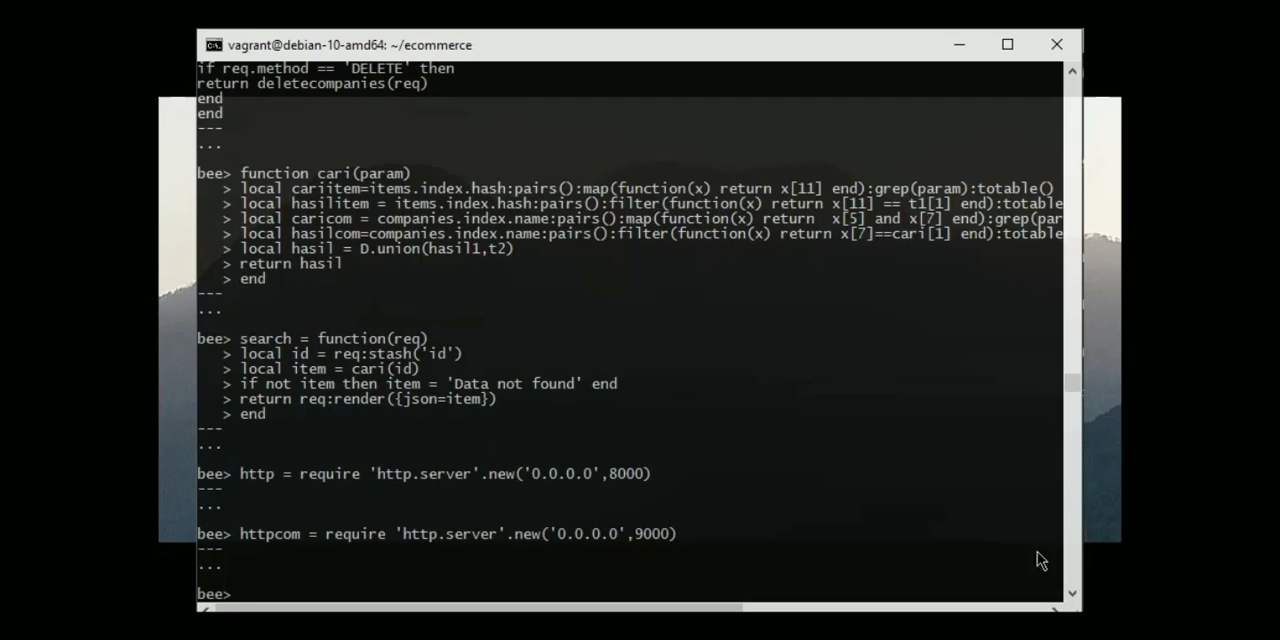 vagrant@debian-10-amd64: ~/ecommerce
if req.method == 'DELETE' then
return deletecompanies(req)
end
end
---
...
bee> function cari(param)
> local cariitem=items.index.hash:pairs():map(function(x) return x[11] end):grep(param):totable()
> local hasilitem = items.index.hash:pairs():filter(function(x) return x[11] == t1[1] end):totable
> local caricom = companies.index.name:pairs():map(function(x) return  x[5] and x[7] end):grep(par
> local hasilcom=companies.index.name:pairs():filter(function(x) return x[7]==cari[1] end):totable
> local hasil = D.union(hasil1,t2)
> return hasil
> end
---
...
bee> search = function(req)
> local id = req:stash('id')
> local item = cari(id)
> if not item then item = 'Data not found' end
> return req:render({json=item})
> end
---
...
bee> http = require 'http.server'.new('0.0.0.0',8000)
---
...
bee> httpcom = require 'http.server'.new('0.0.0.0',9000)
---
...
bee>